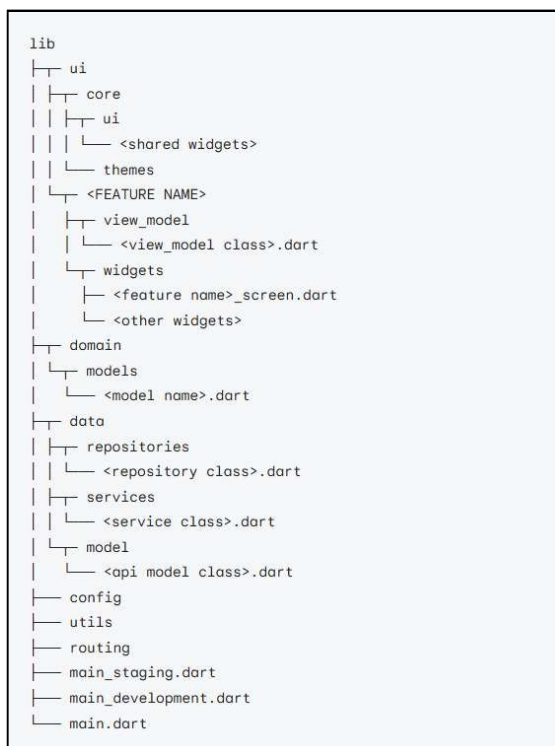 lib
├─┬─ ui
│ ├─┬─ core
│ │ ├─┬─ ui
│ │ │ └── <shared widgets>
│ │ └── themes
│ └─┬─ <FEATURE NAME>
│   ├─┬─ view_model
│   │ └── <view_model class>.dart
│   └─┬─ widgets
│     ├── <feature name>_screen.dart
│     └── <other widgets>
├─┬─ domain
│ └─┬─ models
│   └── <model name>.dart
├─┬─ data
│ ├─┬─ repositories
│ │ └── <repository class>.dart
│ ├─┬─ services
│ │ └── <service class>.dart
│ └─┬─ model
│   └── <api model class>.dart
├── config
├── utils
├── routing
├── main_staging.dart
├── main_development.dart
└── main.dart